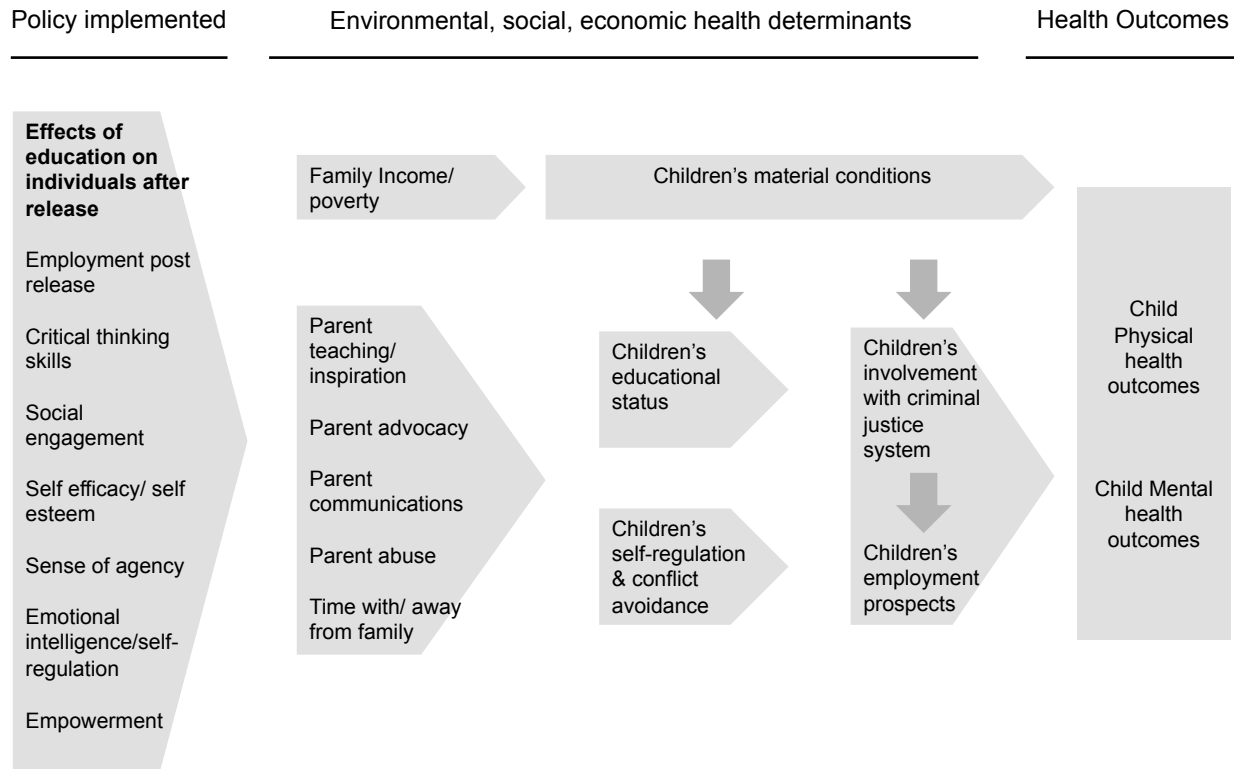 Policy implemented
Environmental, social, economic health determinants
Health Outcomes
Effects of
education on
individuals after
release
Employment post
release
Critical thinking
skills
Social
engagement
Self efficacy/ self
esteem
Sense of agency
Emotional
intelligence/self-
regulation
Empowerment
Family Income/
poverty
Children’s material conditions
Parent
teaching/
inspiration
Parent advocacy
Parent
communications
Parent abuse
Time with/ away
from family
Children’s
educational
status
Children’s
self-regulation
& conflict
avoidance
Children’s
involvement
with criminal
justice
system
Children’s
employment
prospects
Child
Physical
health
outcomes
Child Mental
health
outcomes